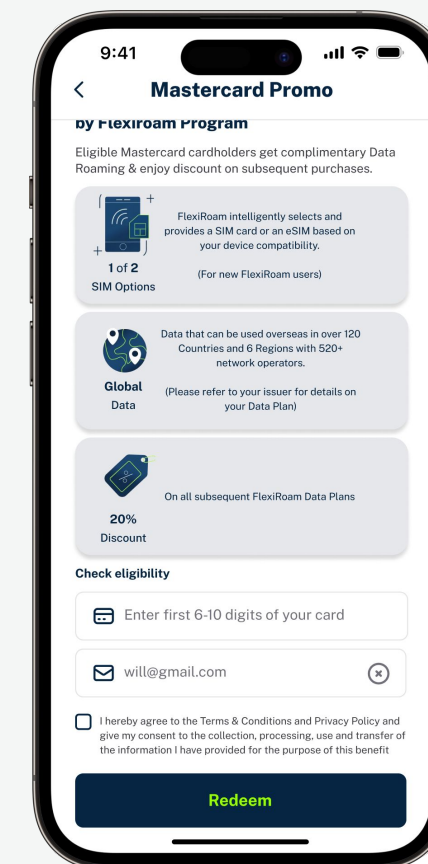 9:41
Mastercard Promo
by Flexiroam Program
Eligible Mastercard cardholders get complimentary Data
Roaming & enjoy discount on subsequent purchases.
1 of 2
SIM Options
FlexiRoam intelligently selects and
provides a SIM card or an eSIM based on
your device compatibility.
(For new FlexiRoam users)
Global
Data
Data that can be used overseas in over 120
Countries and 6 Regions with 520+
network operators.
(Please refer to your issuer for details on
your Data Plan)
20%
Discount
On all subsequent FlexiRoam Data Plans
Check eligibility
Enter first 6-10 digits of your card
will@gmail.com
I hereby agree to the Terms & Conditions and Privacy Policy and
give my consent to the collection, processing, use and transfer of
the information I have provided for the purpose of this benefit
Redeem